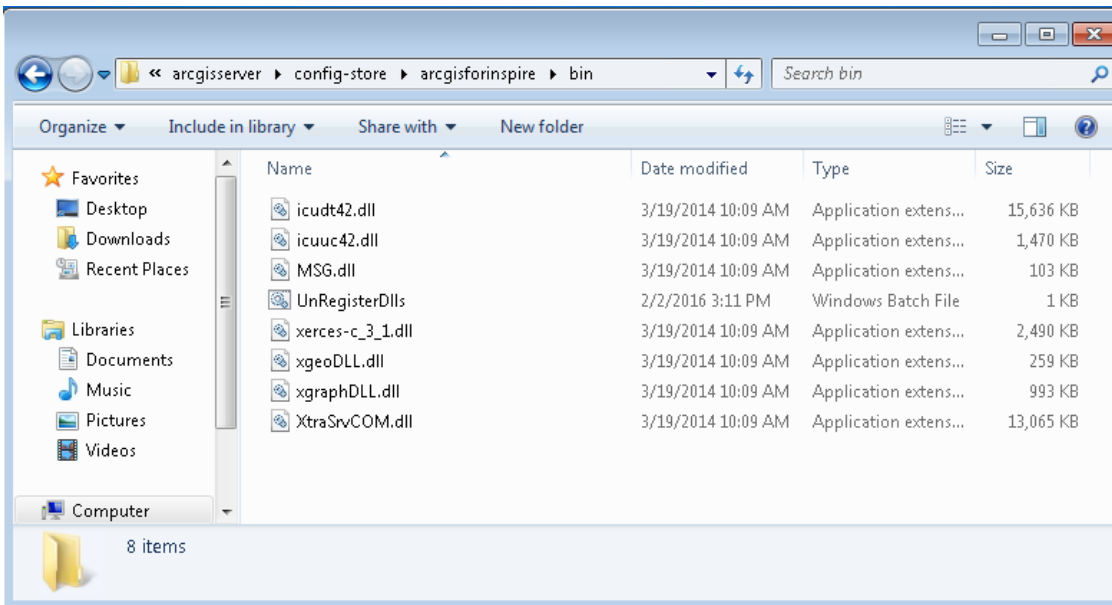 « arcgisserver ▸ config-store ▸ arcgisforinspire ▸ bin Search bin
Organize Include in library Share with New folder
Favorites
Desktop
Downloads
Recent Places
Libraries
Documents
Music
Pictures
Videos
Computer
Name Date modified Type Size
icudt42.dll 3/19/2014 10:09 AM Application extens... 15,636 KB
icuuc42.dll 3/19/2014 10:09 AM Application extens... 1,470 KB
MSG.dll 3/19/2014 10:09 AM Application extens... 103 KB
UnRegisterDlls 2/2/2016 3:11 PM Windows Batch File 1 KB
xerces-c_3_1.dll 3/19/2014 10:09 AM Application extens... 2,490 KB
xgeoDLL.dll 3/19/2014 10:09 AM Application extens... 259 KB
xgraphDLL.dll 3/19/2014 10:09 AM Application extens... 993 KB
XtraSrvCOM.dll 3/19/2014 10:09 AM Application extens... 13,065 KB
8 items